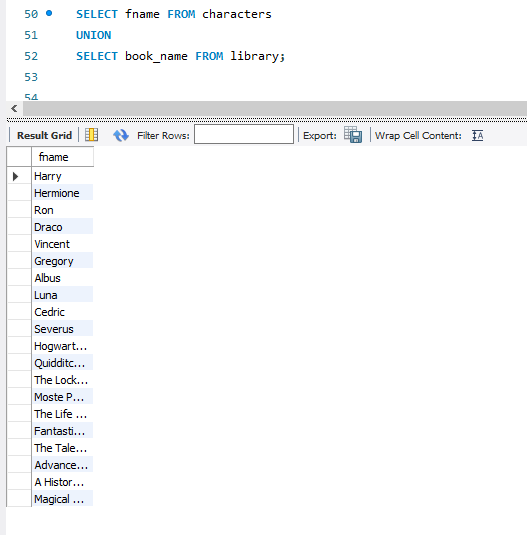 50 SELECT fname FROM characters
51 UNION
52 SELECT book_name FROM library;
53
54
Result Grid Filter Rows: Export: Wrap Cell Content: IA
fname
Harry
Hermione
Ron
Draco
Vincent
Gregory
Albus
Luna
Cedric
Severus
Hogwart...
Quidditc...
The Lock...
Moste P...
The Life ...
Fantasti...
The Tale...
Advance...
A Histor...
Magical ...